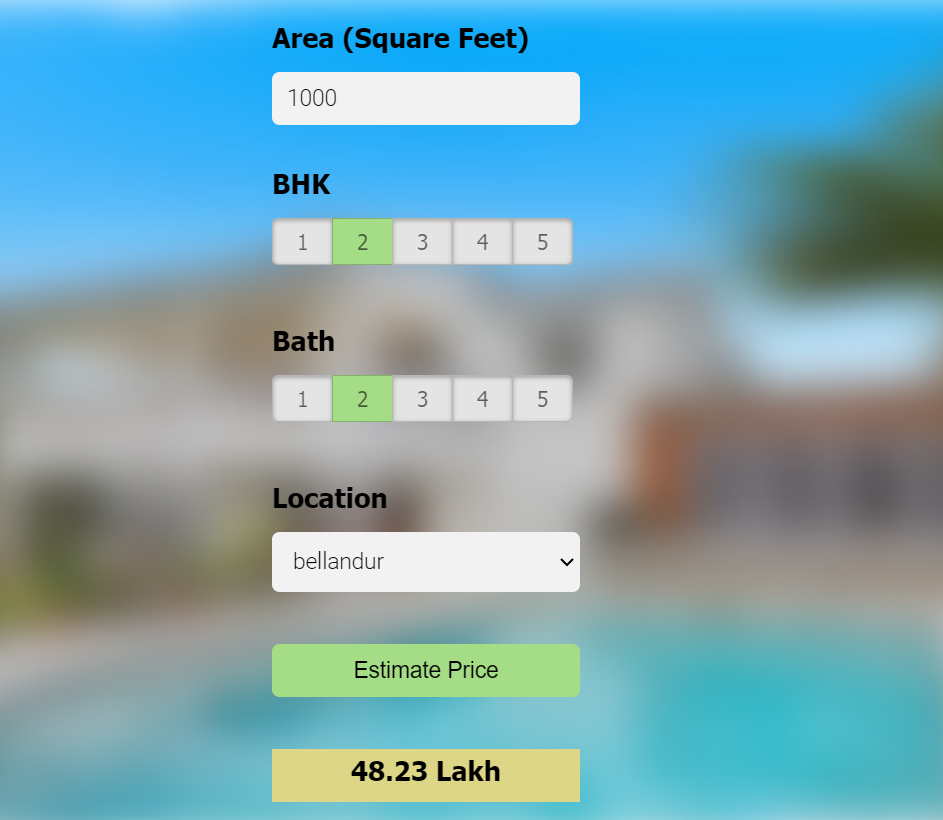 Area (Square Feet)
1000
BHK
1 2 3 4 5
Bath
1 2 3 4 5
Location
bellandur
Estimate Price
48.23 Lakh